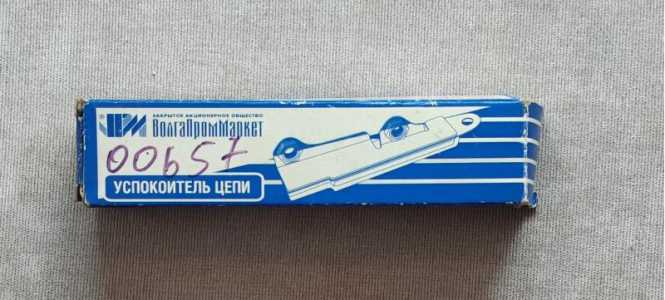 ЗАКРЫТОЕ АКЦИОНЕРНОЕ ОБЩЕСТВО
ВОЛГАПРОММАРКЕТ
00657
УСПОКОИТЕЛЬ ЦЕПИ